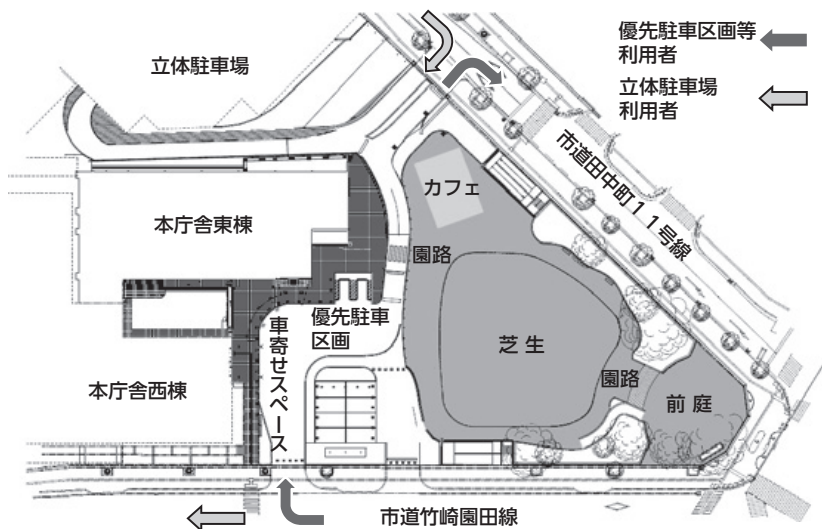 優先駐車区画等
利用者
立体駐車場
利用者
立体駐車場
市道田中町11号線
カフェ
本庁舎東棟
園路
優先駐車
区画
車寄せスペース
芝生
園路
前庭
本庁舎西棟
市道竹崎園田線